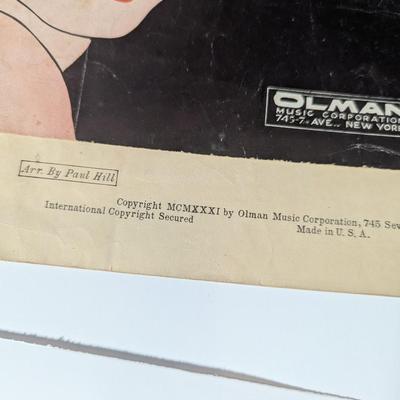 OLMAN
MUSIC CORPORATION
745-7th AVE., NEW YORK
Arr. By Paul Hill
Copyright MCMXXXI by Olman Music Corporation, 745 Sev
International Copyright Secured
Made in U. S. A.